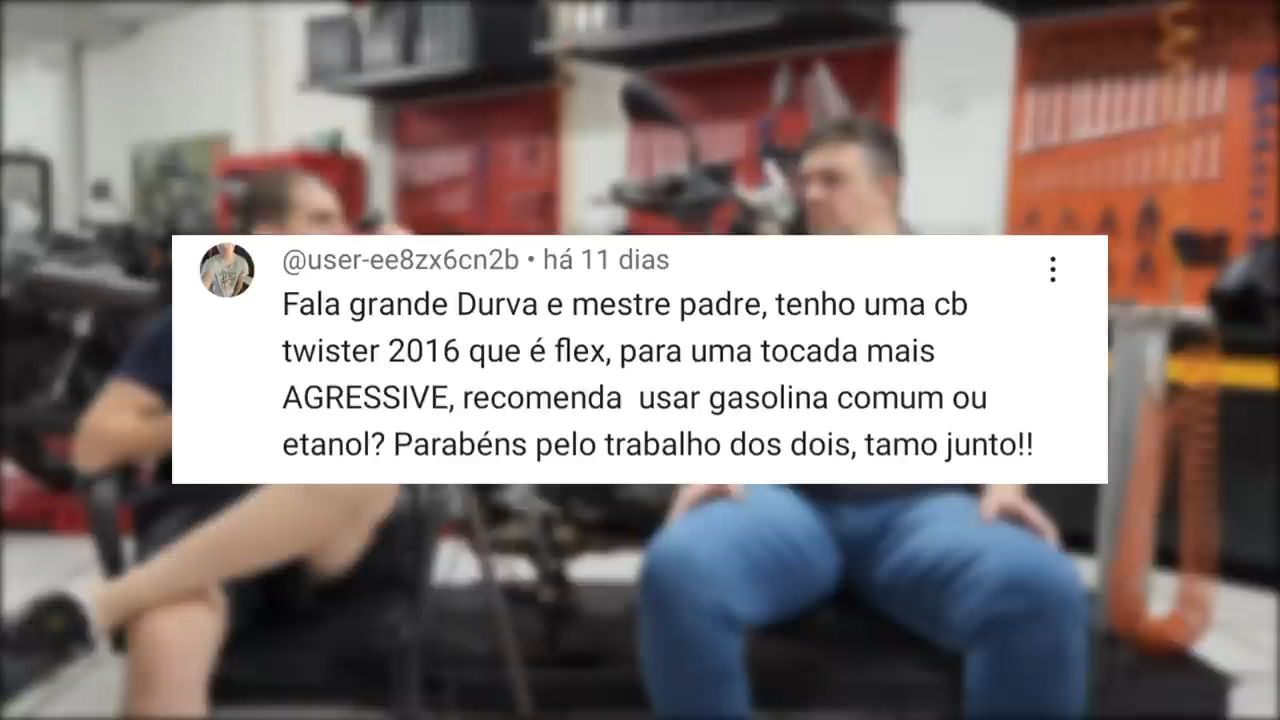 @user-ee8zx6cn2b • há 11 dias
Fala grande Durva e mestre padre, tenho uma cb
twister 2016 que é flex, para uma tocada mais
AGRESSIVE, recomenda  usar gasolina comum ou
etanol? Parabéns pelo trabalho dos dois, tamo junto!!